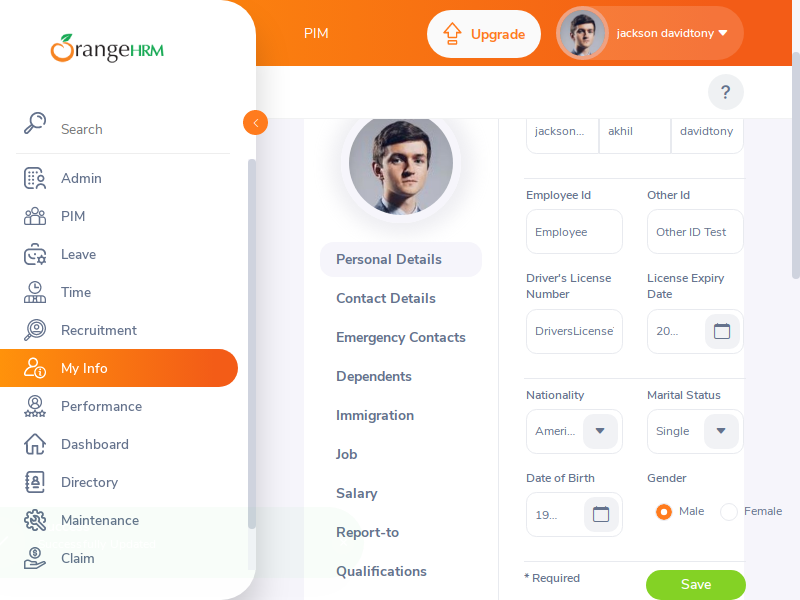 OrangeHRM
PIM
Upgrade
jackson davidtony
?
Search
Admin
PIM
Leave
Time
Recruitment
My Info
Performance
Dashboard
Directory
Maintenance
Claim
Personal Details
Contact Details
Emergency Contacts
Dependents
Immigration
Job
Salary
Report-to
Qualifications
jackson... akhil davidtony
Employee Id Other Id
Employee Other ID Test
Driver's License Number
License Expiry Date
DriversLicense
20...
Nationality Marital Status
Ameri... Single
Date of Birth Gender
19... Male Female
* Required
Save